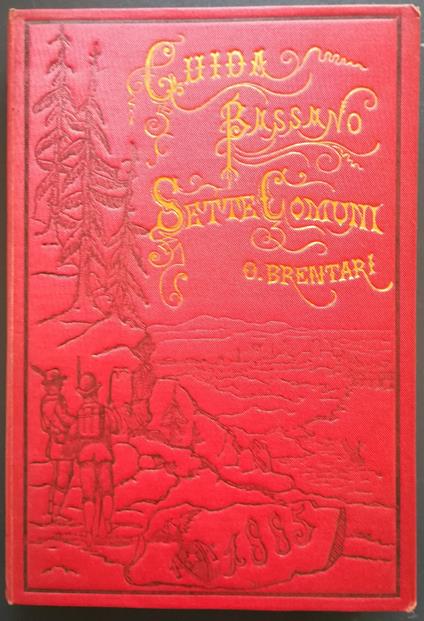 GUIDA
BASSANO
SETTE COMUNI
O. BRENTARI
1885